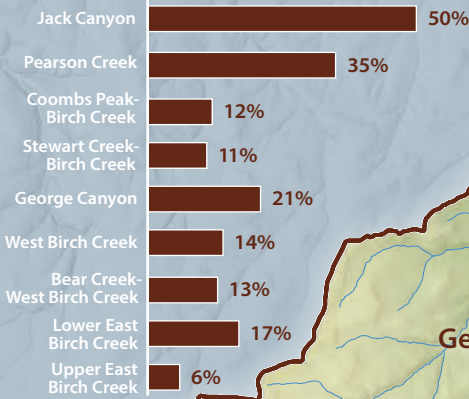 Jack Canyon 50%
Pearson Creek 35%
Coombs Peak-
Birch Creek 12%
Stewart Creek-
Birch Creek 11%
George Canyon 21%
West Birch Creek 14%
Bear Creek-
West Birch Creek 13%
Lower East
Birch Creek 17%
Upper East
Birch Creek 6%
Ge